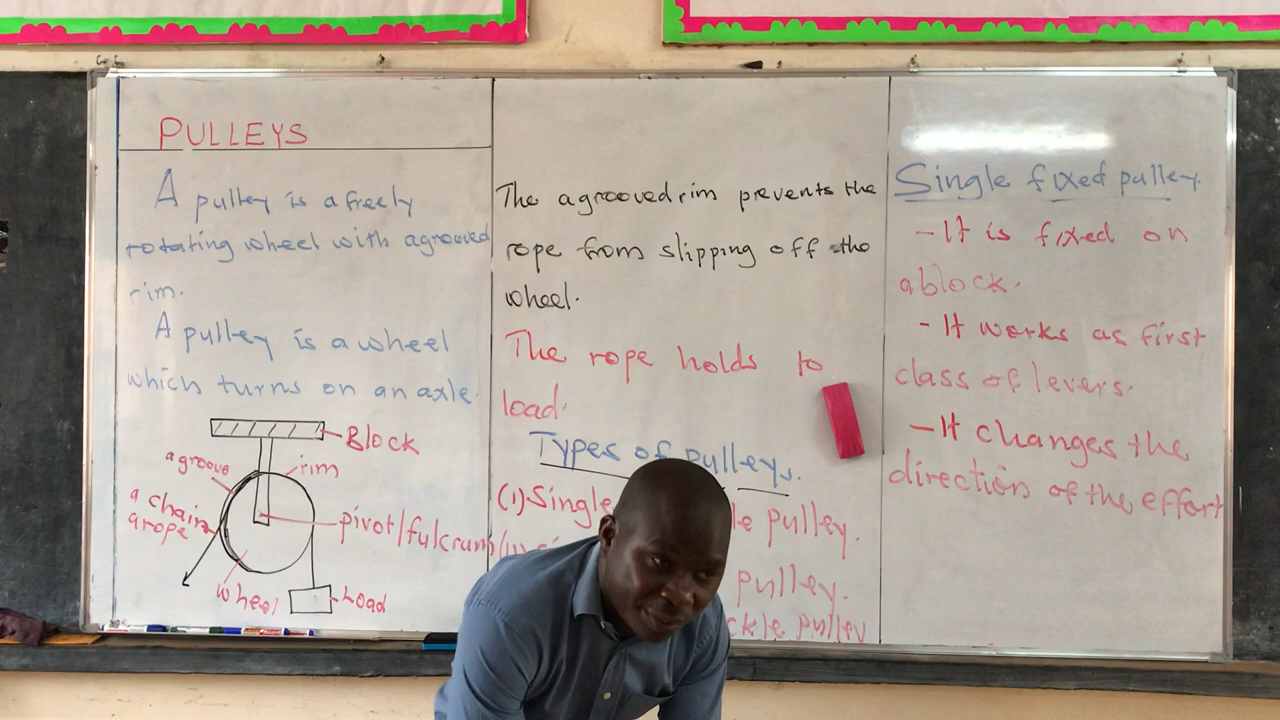 PULLEYS
A pulley is a freely
rotating wheel with agrooved
rim.
A pulley is a wheel
which turns on an axle.
Block
a groove
rim
a chain
arope
pivot/fulcrum
wheel
Load
The agrooved rim prevents the
rope from slipping off the
wheel.
The rope holds to
load.
Types of pulleys.
(i) Single pulley.
(ii) pulley.
pulley
Single fixed pulley.
- It is fixed on
ablock.
- It works as first
class of levers.
- It changes the
direction of the effort